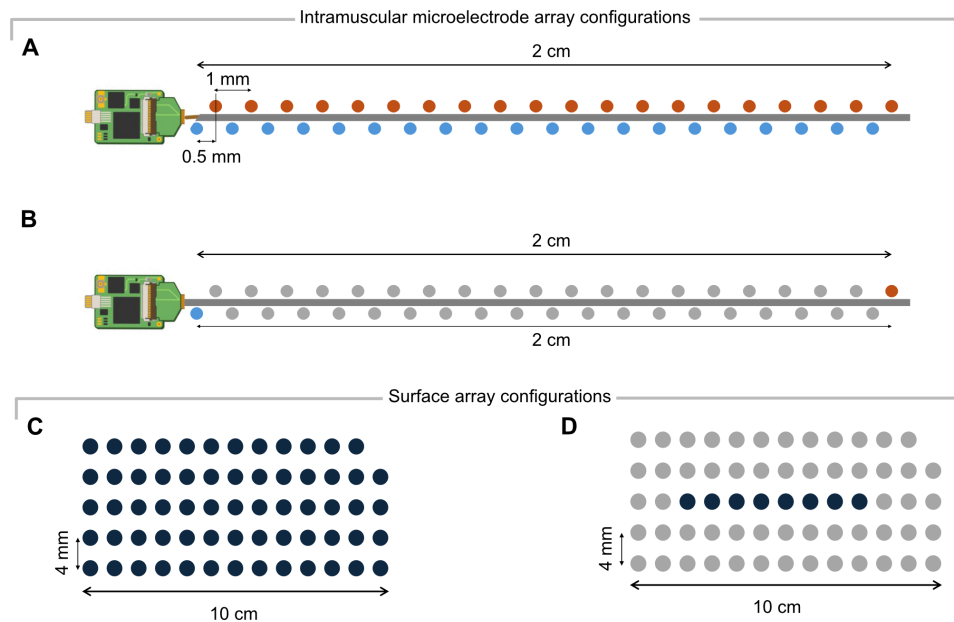 Intramuscular microelectrode array configurations
A
2 cm
1 mm
0.5 mm
B
2 cm
2 cm
Surface array configurations
C
D
4 mm
4 mm
10 cm
10 cm